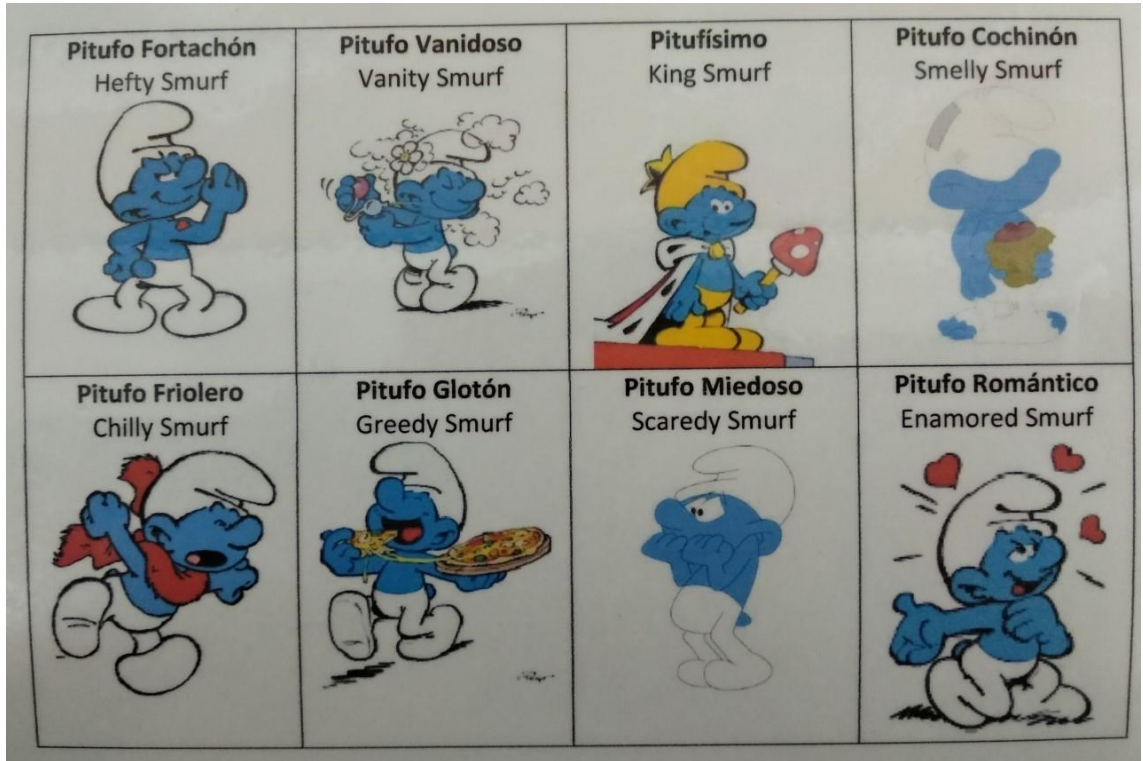 Pitufo Fortachón
Hefty Smurf
Pitufo Vanidoso
Vanity Smurf
Pitufísimo
King Smurf
Pitufo Cochinón
Smelly Smurf
Pitufo Friolero
Chilly Smurf
Pitufo Glotón
Greedy Smurf
Pitufo Miedoso
Scaredy Smurf
Pitufo Romántico
Enamored Smurf